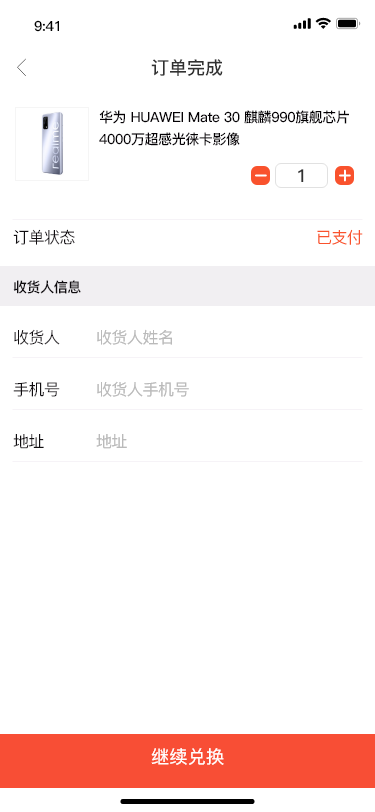 9:41
订单完成
realme
华为 HUAWEI Mate 30 麒麟990旗舰芯片
4000万超感光徕卡影像
1
订单状态 已支付
收货人信息
收货人 收货人姓名
手机号 收货人手机号
地址 地址
继续兑换